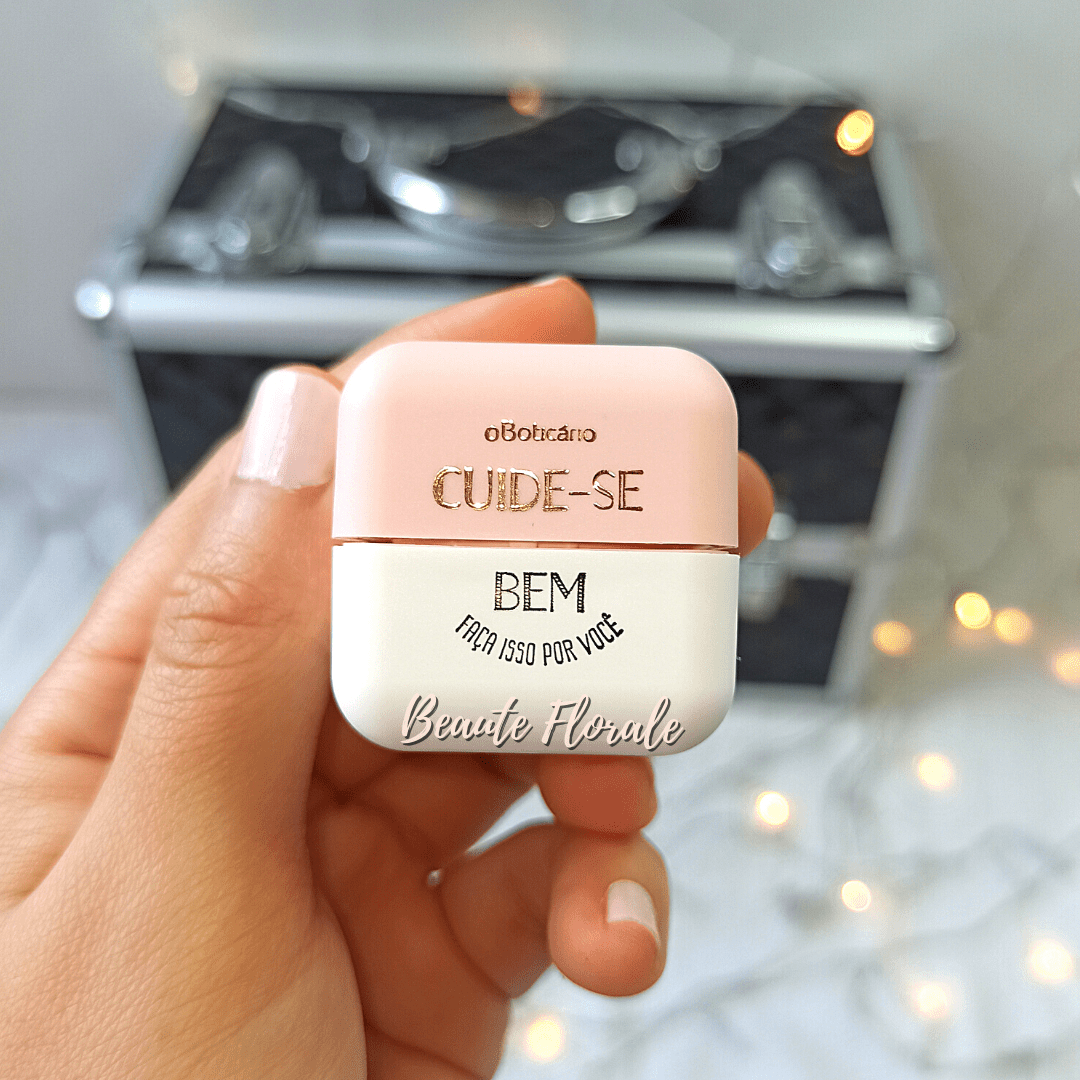 oBoticário
CUIDE-SE
BEM
FAÇA ISSO POR VOCÊ
Beaute Florale